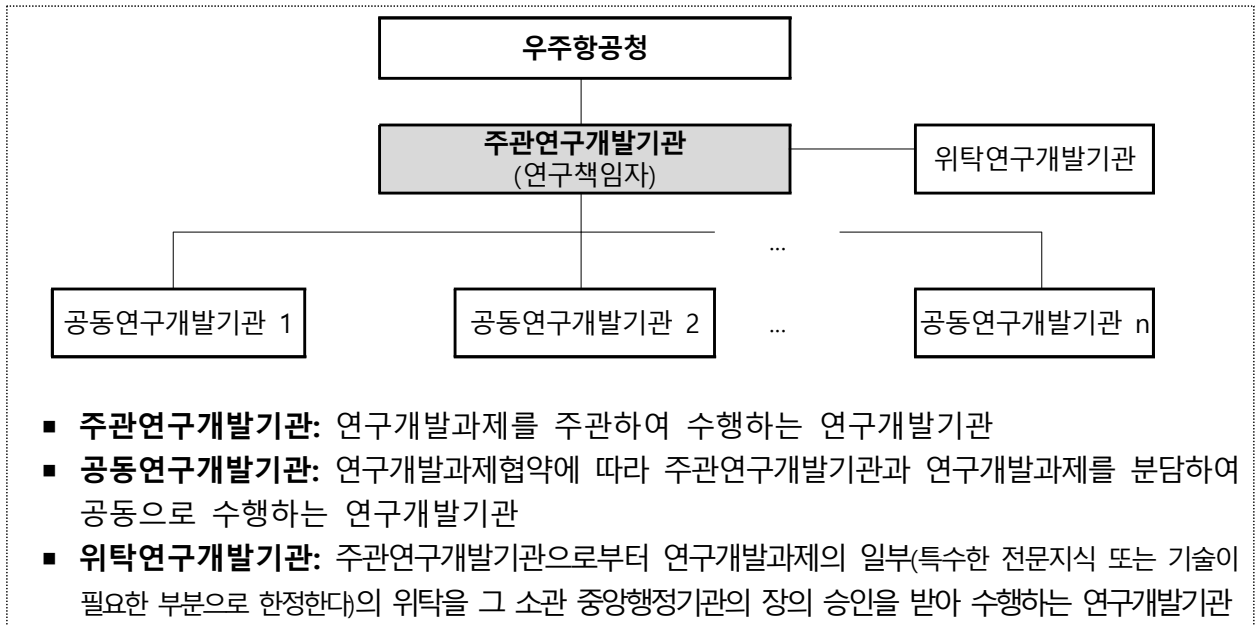 우주항공청
주관연구개발기관
(연구책임자)
위탁연구개발기관
...
공동연구개발기관 1
공동연구개발기관 2
...
공동연구개발기관 n
▪ 주관연구개발기관: 연구개발과제를 주관하여 수행하는 연구개발기관
▪ 공동연구개발기관: 연구개발과제협약에 따라 주관연구개발기관과 연구개발과제를 분담하여
공동으로 수행하는 연구개발기관
▪ 위탁연구개발기관: 주관연구개발기관으로부터 연구개발과제의 일부(특수한 전문지식 또는 기술이
필요한 부분으로 한정한다)의 위탁을 그 소관 중앙행정기관의 장의 승인을 받아 수행하는 연구개발기관